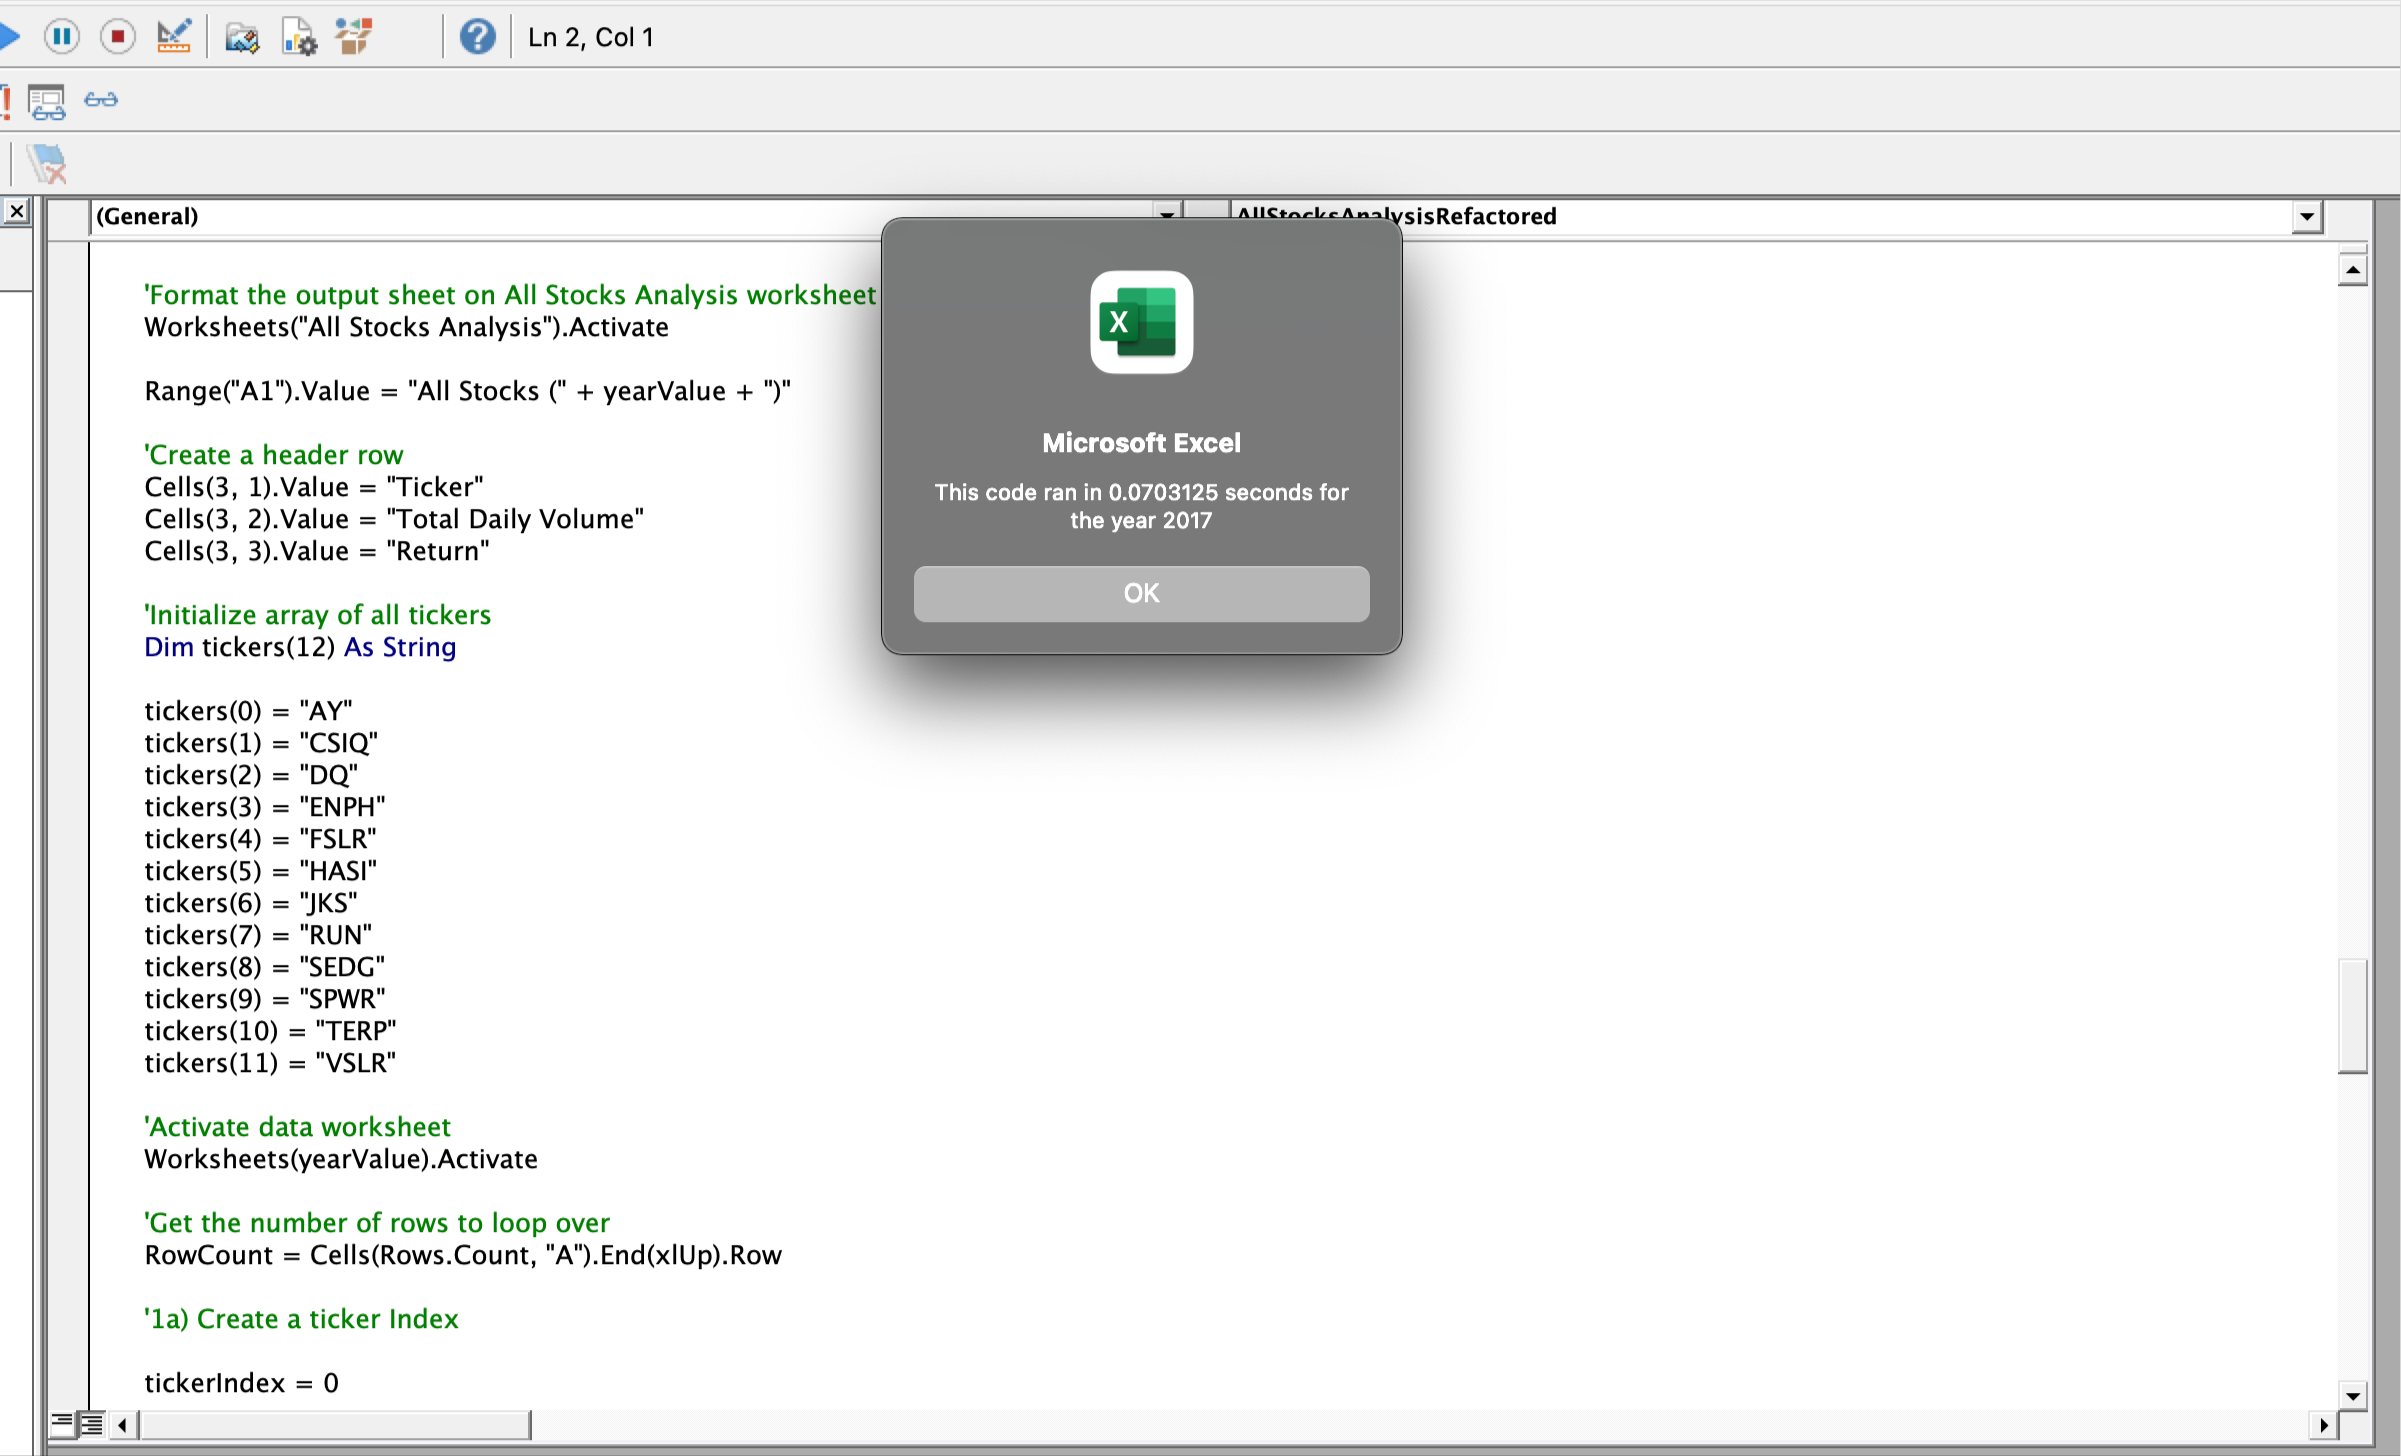 Ln 2, Col 1
(General)
AllStocksAnalysisRefactored
'Format the output sheet on All Stocks Analysis worksheet
Worksheets("All Stocks Analysis").Activate
Range("A1").Value = "All Stocks (" + yearValue + ")"
'Create a header row
Cells(3, 1).Value = "Ticker"
Cells(3, 2).Value = "Total Daily Volume"
Cells(3, 3).Value = "Return"
'Initialize array of all tickers
Dim tickers(12) As String
tickers(0) = "AY"
tickers(1) = "CSIQ"
tickers(2) = "DQ"
tickers(3) = "ENPH"
tickers(4) = "FSLR"
tickers(5) = "HASI"
tickers(6) = "JKS"
tickers(7) = "RUN"
tickers(8) = "SEDG"
tickers(9) = "SPWR"
tickers(10) = "TERP"
tickers(11) = "VSLR"
'Activate data worksheet
Worksheets(yearValue).Activate
'Get the number of rows to loop over
RowCount = Cells(Rows.Count, "A").End(xlUp).Row
'1a) Create a ticker Index
tickerIndex = 0
X
Microsoft Excel
This code ran in 0.0703125 seconds for
the year 2017
OK